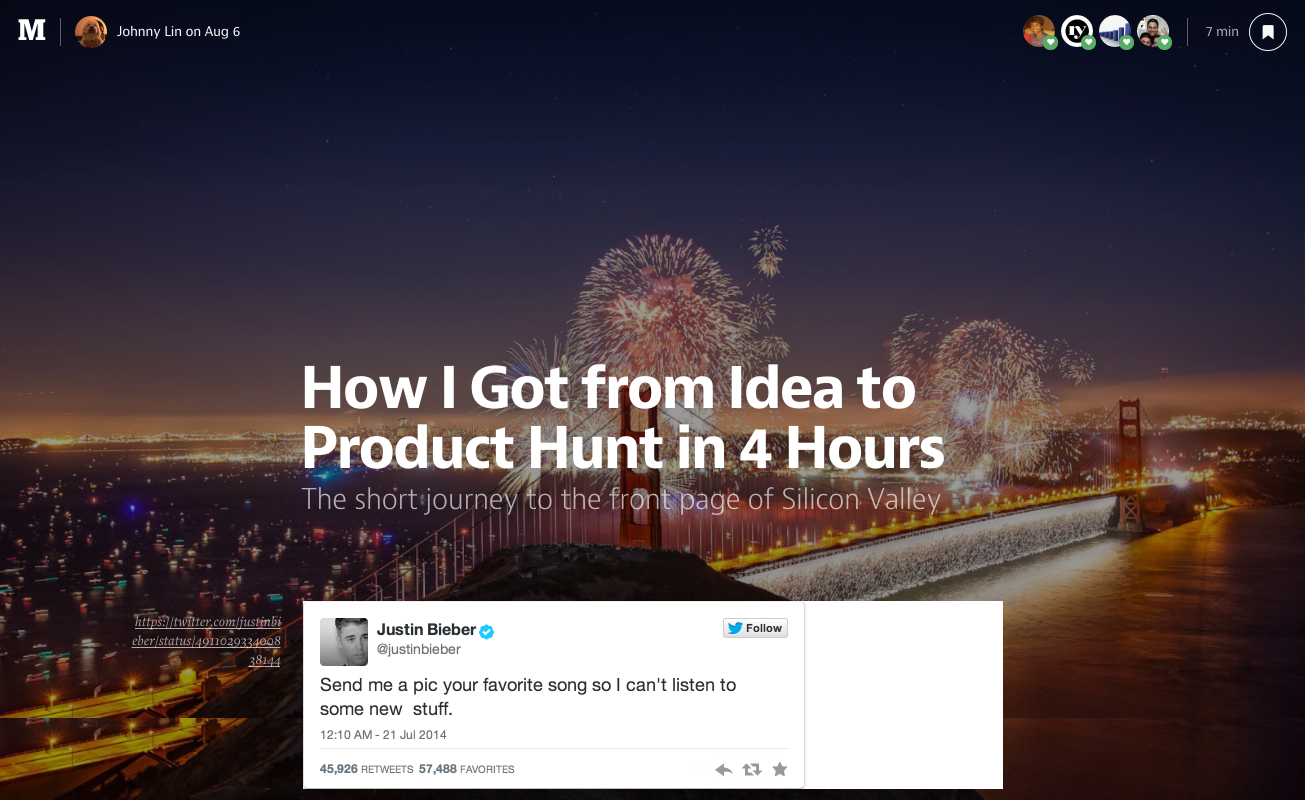 M
Johnny Lin on Aug 6
7 min
How I Got from Idea to
Product Hunt in 4 Hours
The short journey to the front page of Silicon Valley
https://twitter.com/justinbi
eber/status/4911029334008
38144
Justin Bieber
Follow
@justinbieber
Send me a pic your favorite song so I can't listen to
some new stuff.
12:10 AM - 21 Jul 2014
45,926 RETWEETS 57,488 FAVORITES